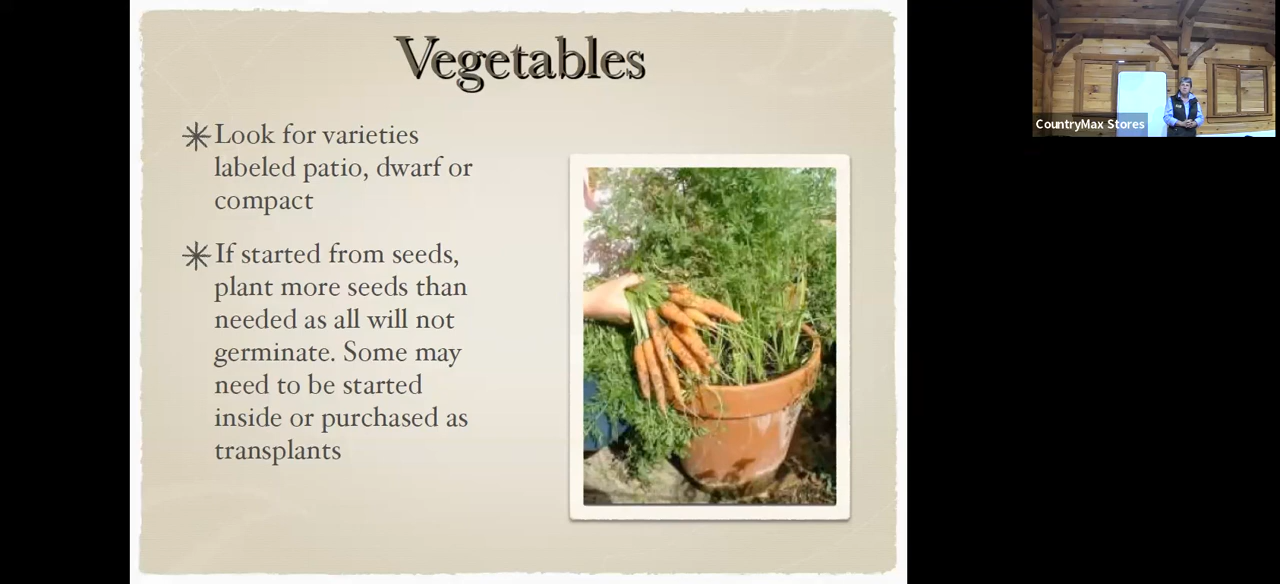 Vegetables
Look for varieties
labeled patio, dwarf or
compact
If started from seeds,
plant more seeds than
needed as all will not
germinate. Some may
need to be started
inside or purchased as
transplants
CountryMax Stores